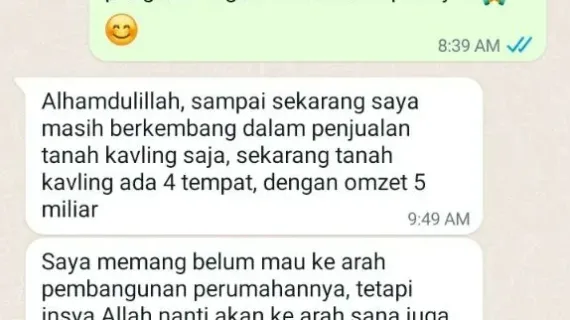 😊
8:39 AM
Alhamdulillah, sampai sekarang saya
masih berkembang dalam penjualan
tanah kavling saja, sekarang tanah
kavling ada 4 tempat, dengan omzet 5
miliar
9:49 AM
Saya memang belum mau ke arah
pembangunan perumahannya, tetapi
insya Allah nanti akan ke arah sana juga